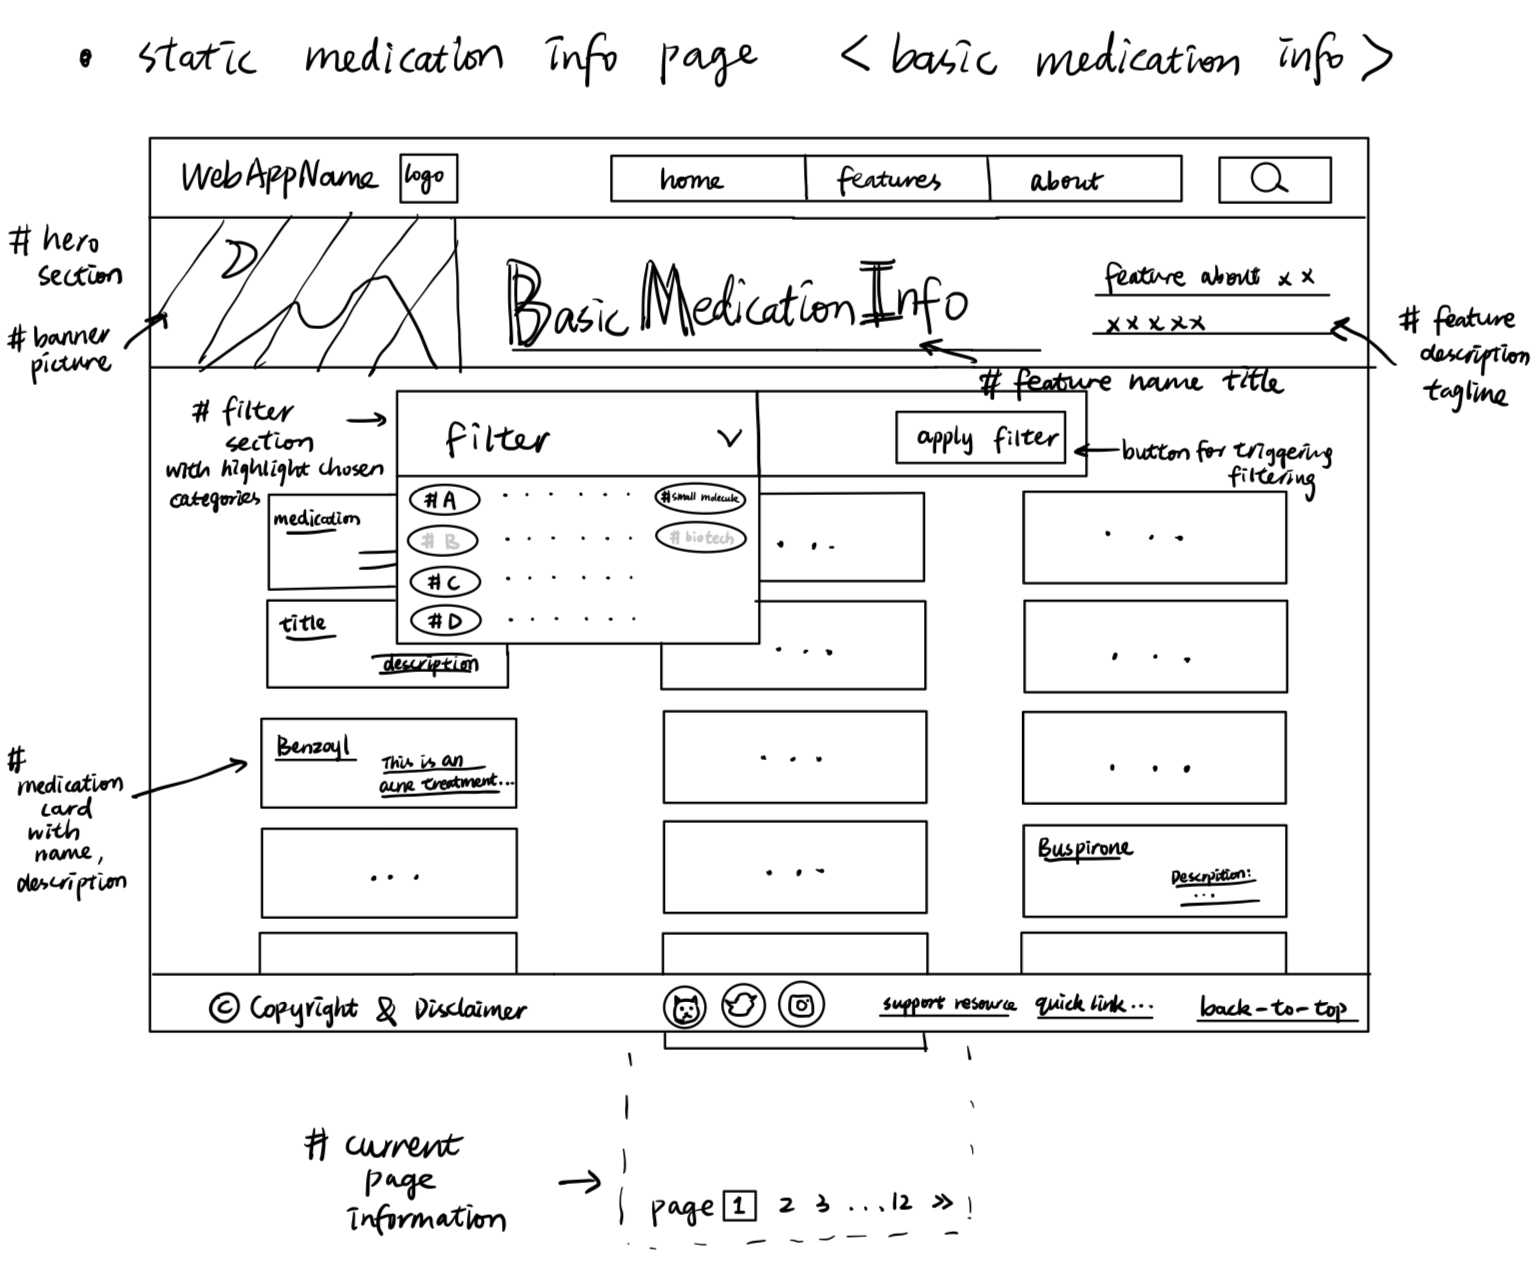 • static medication info page <basic medication info>
WebAppName logo home features about
# hero
section
# banner
picture
Basic Medication Info
feature about x x
x x x x x
# feature
description
tagline
# feature name title
# filter
section
with highlight chosen
categories
filter
apply filter
button for triggering
filtering
#A . . . . . . #small molecule
#B . . . . . . #biotech
#C . . . . . .
#D . . . . . .
medication
. . .
. . .
title
description
. . .
. . .
#
medication
card
with
name,
description
Benzoyl
This is an
acne treatment...
. . .
. . .
...
. . .
Buspirone
Descrpition:
...
© Copyright & Disclaimer support resource quick link... back-to-top
# current
page
information
page 1 2 3 ...12 »